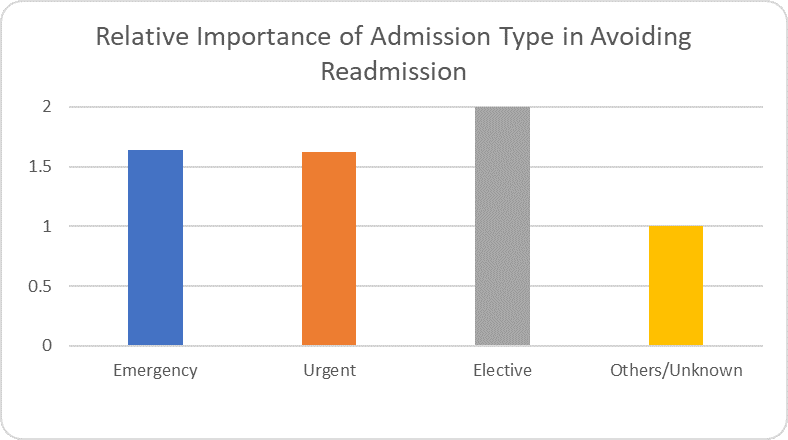 Relative Importance of Admission Type in Avoiding
Readmission
2
1.5
1
0.5
0
Emergency Urgent Elective Others/Unknown